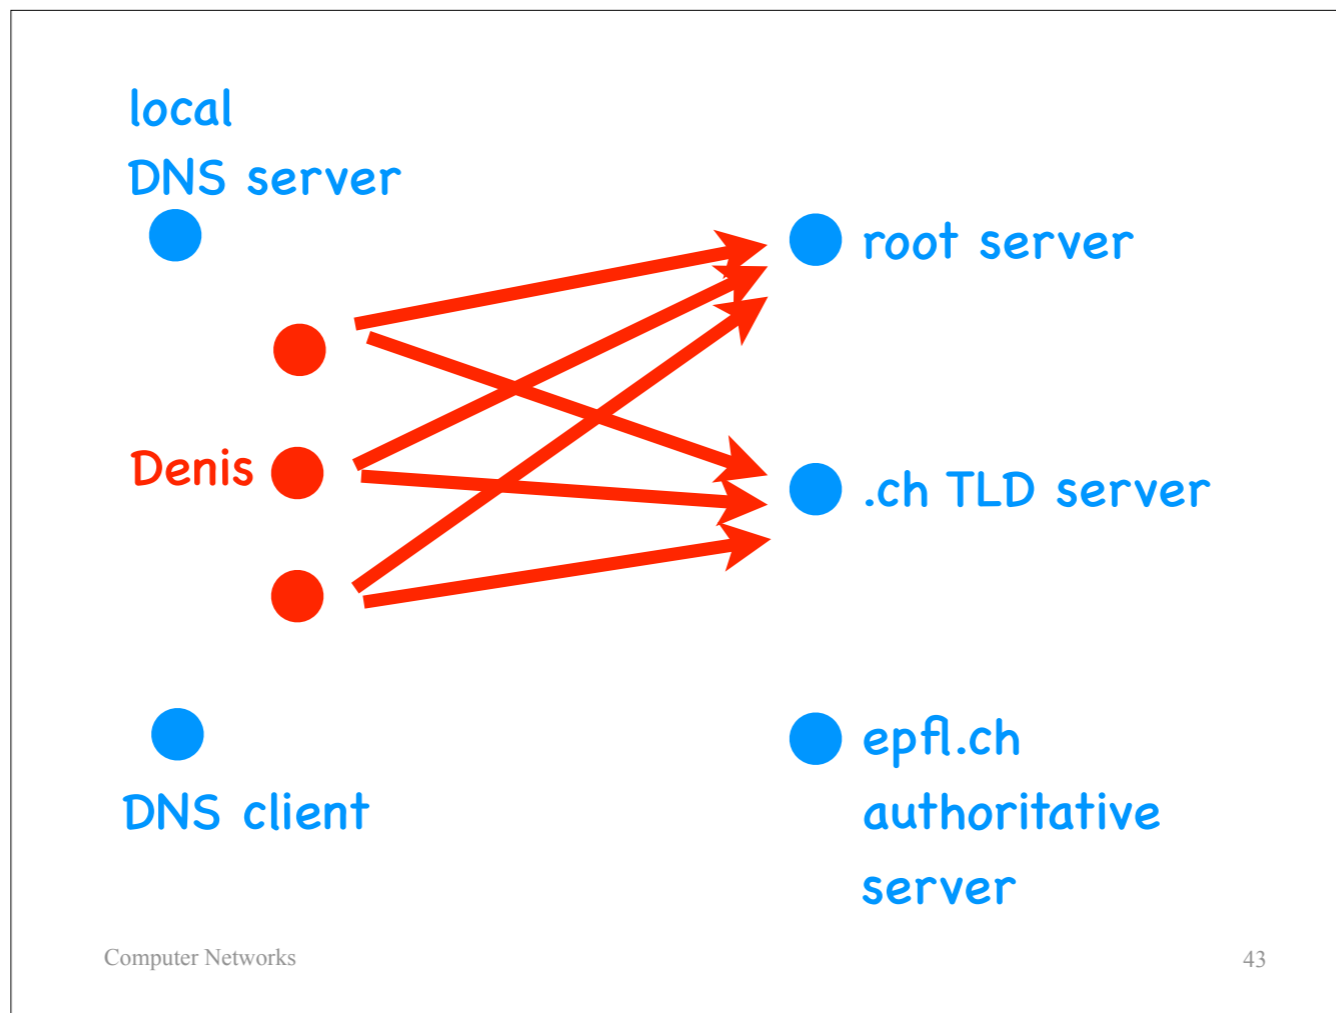 local
DNS server
root server
Denis
.ch TLD server
DNS client
epfl.ch
authoritative
server
Computer Networks
43